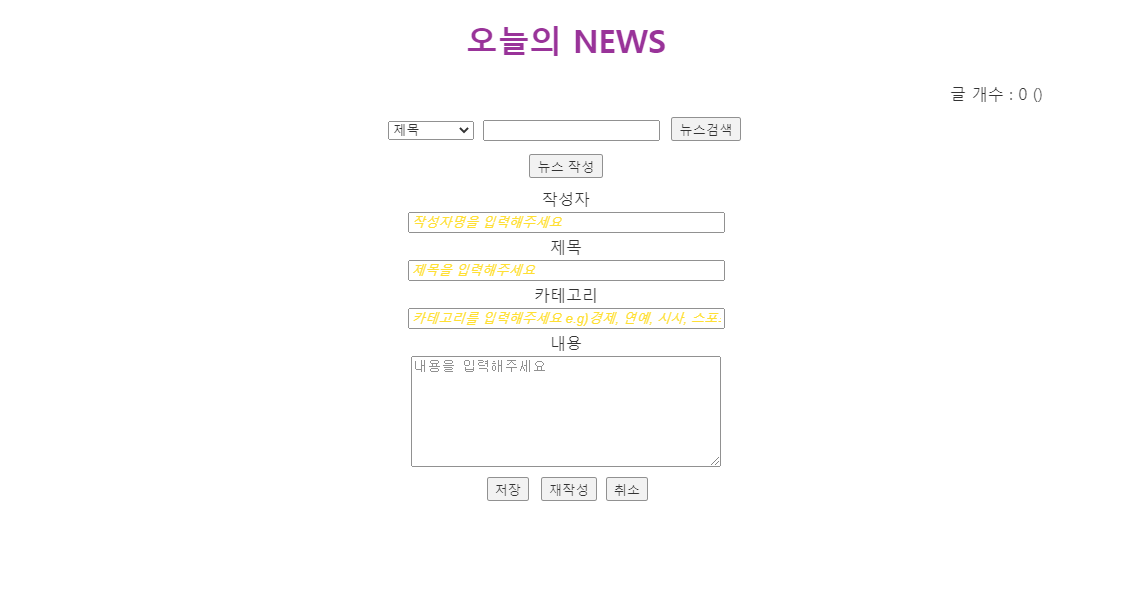 오늘의 NEWS
글 개수 : 0 ()
제목 뉴스검색
뉴스 작성
작성자
작성자명을 입력해주세요
제목
제목을 입력해주세요
카테고리
카테고리를 입력해주세요 e.g)경제, 연예, 시사, 스포
내용
내용을 입력해주세요
저장 재작성 취소